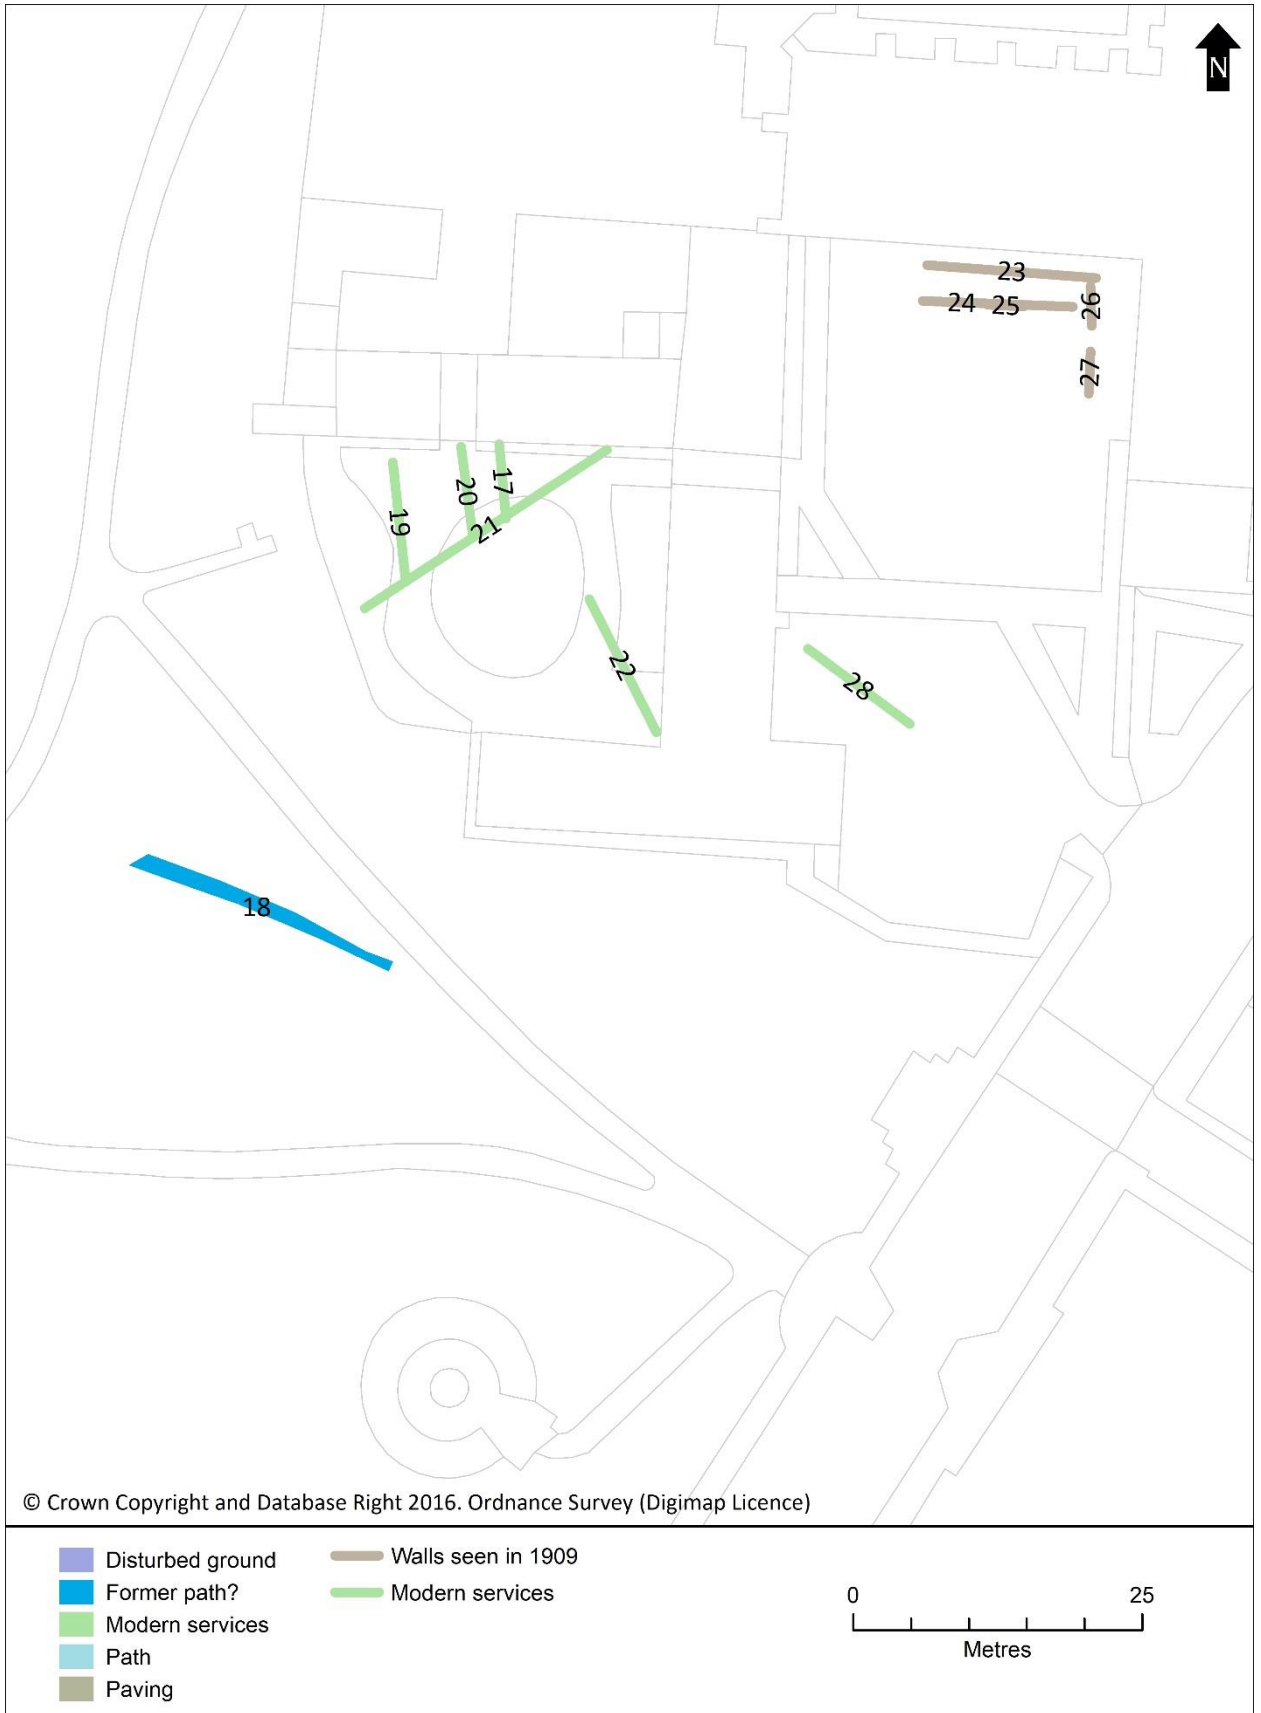 N
23
24 25
26
27
19
20
17
21
22
28
18
© Crown Copyright and Database Right 2016. Ordnance Survey (Digimap Licence)
Disturbed ground
Former path?
Modern services
Path
Paving
Walls seen in 1909
Modern services
0 25
Metres